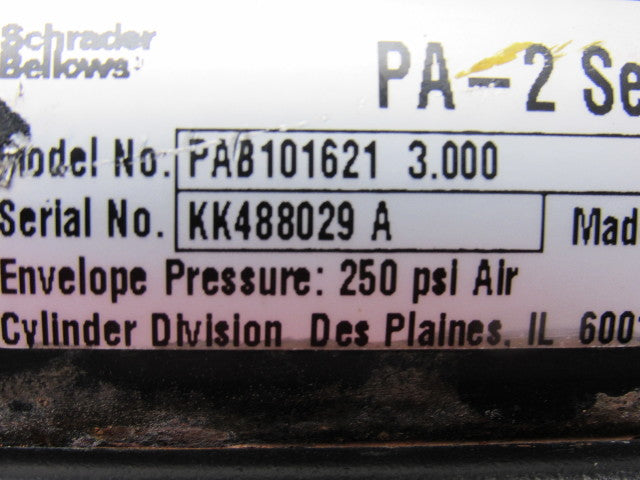 Schrader
Bellows
PA-2 Se
Model No. PAB101621 3.000
Serial No. KK488029 A Mad
Envelope Pressure: 250 psi Air
Cylinder Division Des Plaines, IL 6001